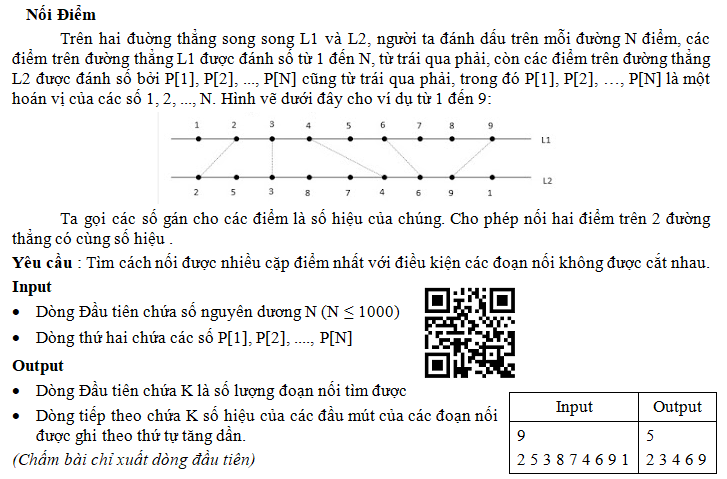 Nối Điểm
Trên hai đuờng thẳng song song L1 và L2, người ta đánh dấu trên mỗi đường N điểm, các
điểm trên đường thẳng L1 được đánh số từ 1 đến N, từ trái qua phải, còn các điểm trên đường thẳng
L2 được đánh số bởi P[1], P[2], ..., P[N] cũng từ trái qua phải, trong đó P[1], P[2], …, P[N] là một
hoán vị của các số 1, 2, ..., N. Hình vẽ dưới đây cho ví dụ từ 1 đến 9:
1 2 3 4 5 6 7 8 9
L1
L2
2 5 3 8 7 4 6 9 1
Ta gọi các số gán cho các điểm là số hiệu của chúng. Cho phép nối hai điểm trên 2 đường
thẳng có cùng số hiệu .
Yêu cầu : Tìm cách nối được nhiều cặp điểm nhất với điều kiện các đoạn nối không được cắt nhau.
Input
• Dòng Đầu tiên chứa số nguyên dương N (N ≤ 1000)
• Dòng thứ hai chứa các số P[1], P[2], ...., P[N]
Output
• Dòng Đầu tiên chứa K là số lượng đoạn nối tìm được
• Dòng tiếp theo chứa K số hiệu của các đầu mút của các đoạn nối
được ghi theo thứ tự tăng dần.
(Chấm bài chỉ xuất dòng đầu tiên)
Input Output
9 5
2 5 3 8 7 4 6 9 1 2 3 4 6 9